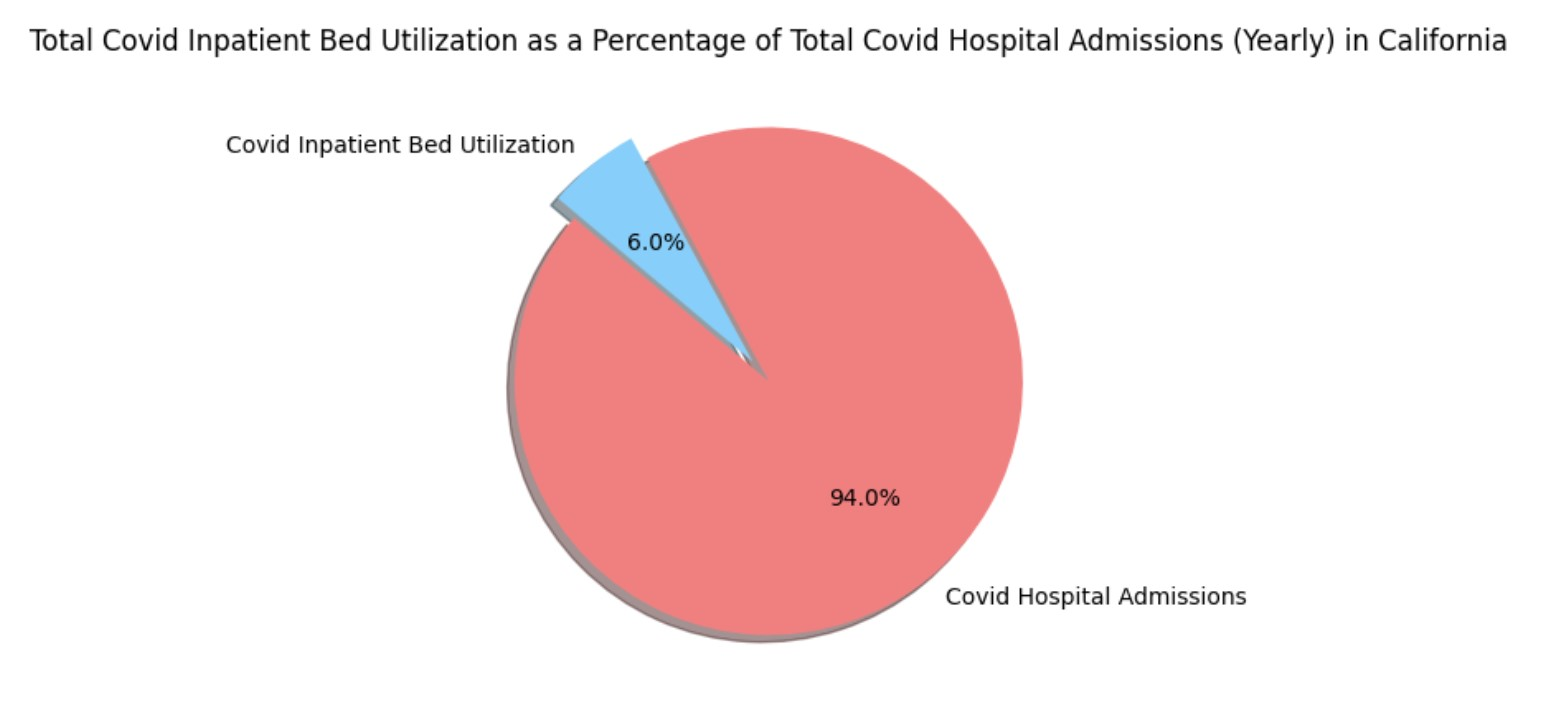 Total Covid Inpatient Bed Utilization as a Percentage of Total Covid Hospital Admissions (Yearly) in California
Covid Inpatient Bed Utilization
6.0%
94.0%
Covid Hospital Admissions